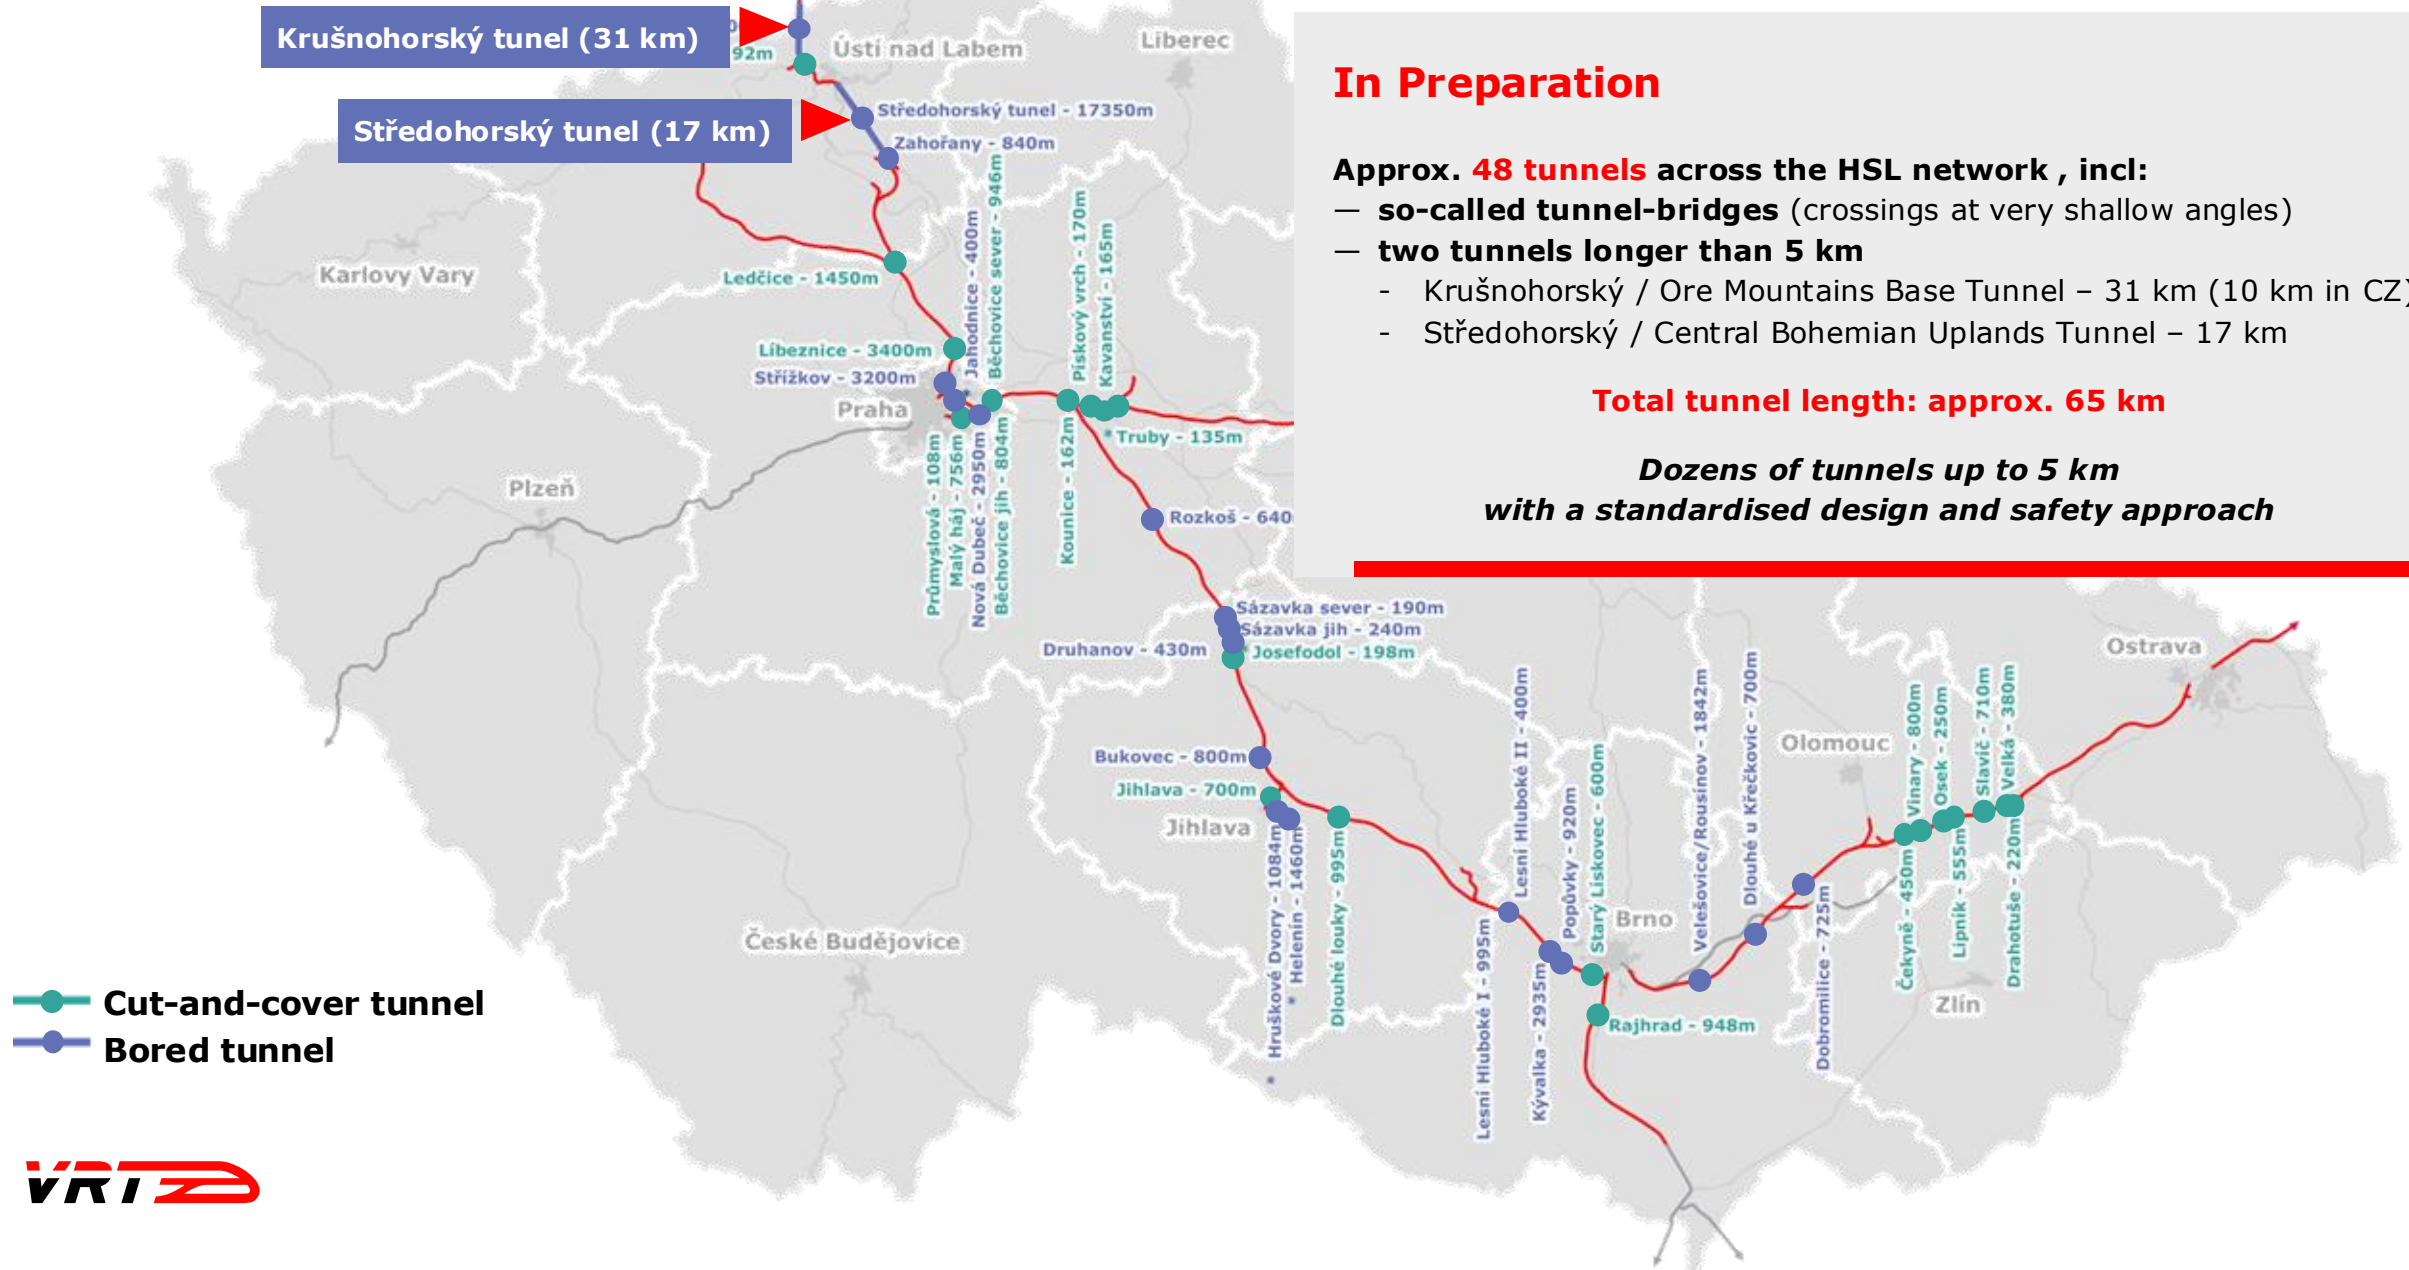 Krušnohorský tunel (31 km)
92m
Ústí nad Labem
Liberec
Středohorský tunel (17 km)
Středohorský tunel - 17350m
Zahořany - 840m
In Preparation
Approx. 48 tunnels across the HSL network , incl:
— so-called tunnel-bridges (crossings at very shallow angles)
— two tunnels longer than 5 km
- Krušnohorský / Ore Mountains Base Tunnel – 31 km (10 km in CZ)
- Středohorský / Central Bohemian Uplands Tunnel – 17 km
Total tunnel length: approx. 65 km
Dozens of tunnels up to 5 km
with a standardised design and safety approach
Karlovy Vary
Ledčice - 1450m
Jahodnice - 400m
Běchovice sever - 946m
Pískový vrch - 170m
Kavanství - 165m
Líbeznice - 3400m
Střížkov - 3200m
Praha
* Truby - 135m
Průmyslová - 108m
Malý háj - 756m
Nová Dubeč - 2950m
Běchovice jih - 804m
Kounice - 162m
Plzeň
Rozkoš - 640
Sázavka sever - 190m
Sázavka jih - 240m
Druhanov - 430m
Josefodol - 198m
Ostrava
Bukovec - 800m
Jihlava - 700m
Jihlava
* Hruškové Dvory - 1084m
* Helenín - 1460m
Dlouhé louky - 995m
Lesní Hluboké II - 400m
Popůvky - 920m
Starý Lískovec - 600m
Velešovice/Rousínov - 1842m
Dlouhé u Křečkovic - 700m
Olomouc
Vinary - 800m
Osek - 250m
Slavíč - 710m
Velká - 380m
Lesní Hluboké I - 995m
Kývalka - 2935m
Brno
Rajhrad - 948m
Dobromilice - 725m
Čekyně - 450m
Lipník - 555m
Drahotuše - 220m
Zlín
České Budějovice
Cut-and-cover tunnel
Bored tunnel
VRT